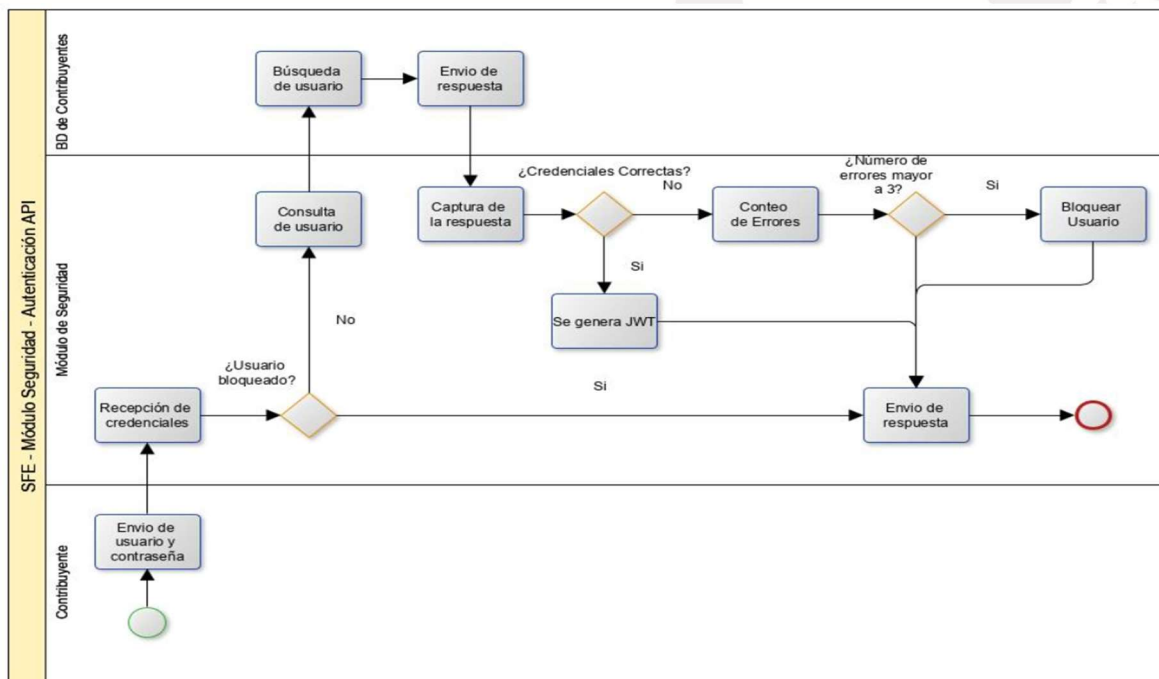 SFE - Módulo Seguridad - Autenticación API
BD de Contribuyentes
Búsqueda
de usuario
Envio de
respuesta
Módulo de Seguridad
Consulta
de usuario
Captura de
la respuesta
¿Credenciales Correctas?
No
Conteo
de Errores
¿Número de
errores mayor
a 3?
Si
Bloquear
Usuario
Si
Se genera JWT
No
¿Usuario
bloqueado?
Recepción de
credenciales
Si
Envio de
respuesta
Contribuyente
Envio de
usuario y
contraseña